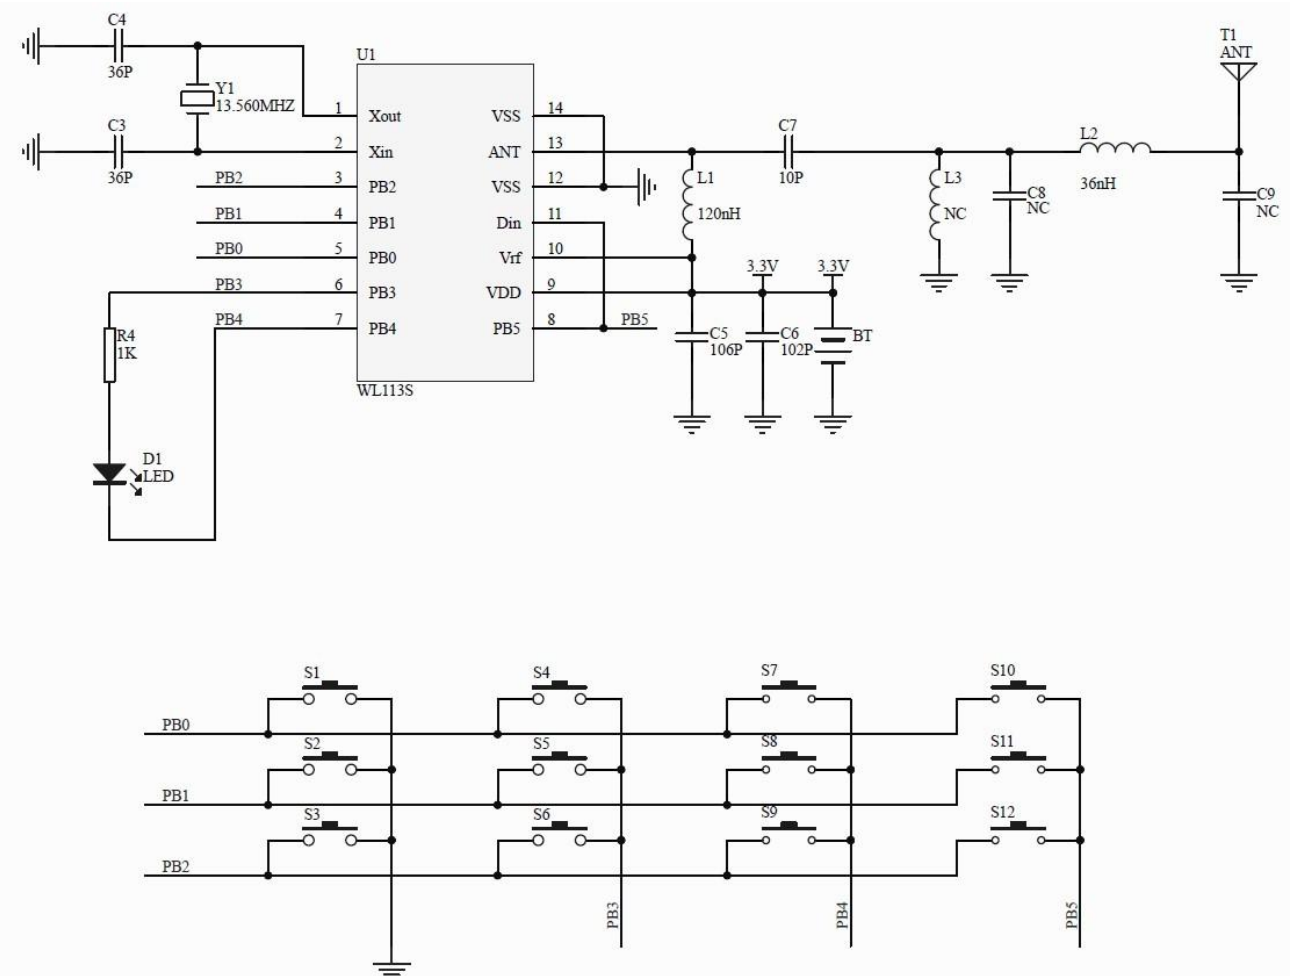 C4
36P
Y1
13.560MHZ
C3
36P
PB2
PB1
PB0
PB3
PB4
R4
1K
D1
LED
U1
1 Xout VSS 14
2 Xin ANT 13
3 PB2 VSS 12
4 PB1 Din 11
5 PB0 Vrf 10
6 PB3 VDD 9
7 PB4 PB5 8
WL113S
PB5
L1
120nH
C7
10P
3.3V
3.3V
C5
106P
C6
102P
BT
L3
NC
C8
NC
L2
36nH
T1
ANT
C9
NC
S1 S4 S7 S10
PB0
S2 S5 S8 S11
PB1
S3 S6 S9 S12
PB2
PB3
PB4
PB5